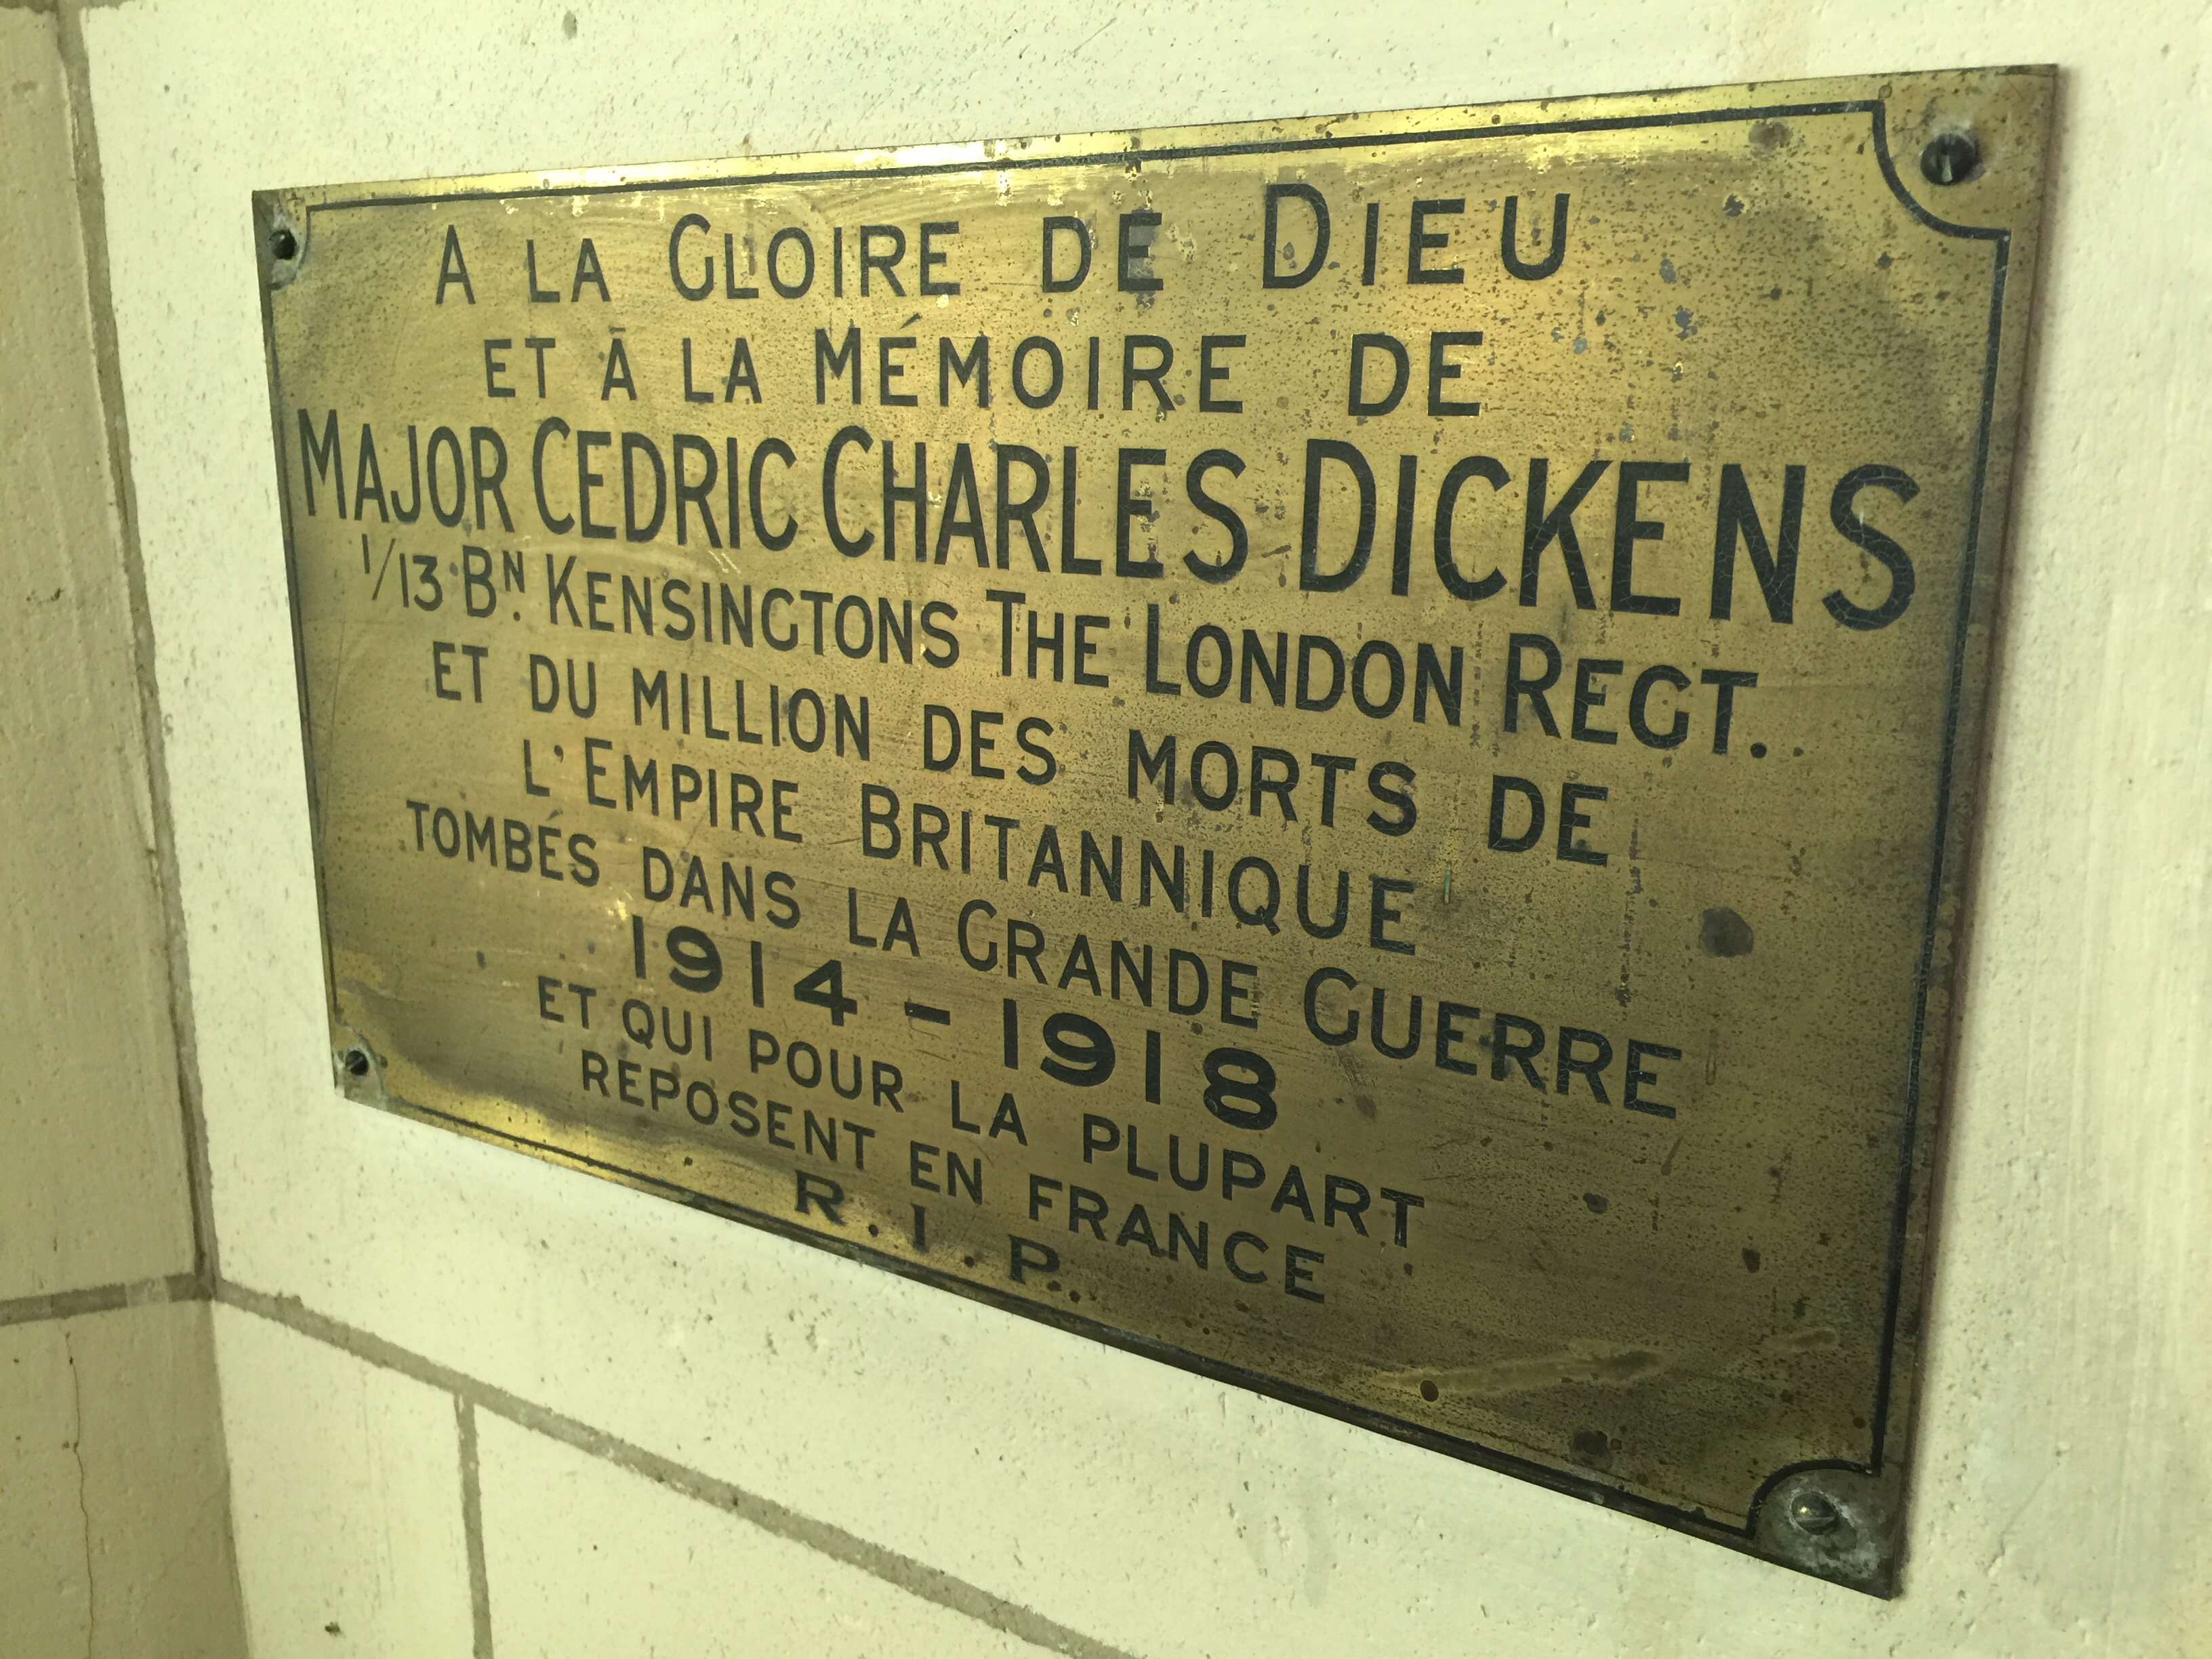 A LA GLOIRE DE DIEU
ET À LA MÉMOIRE DE
MAJOR CEDRIC CHARLES DICKENS
1/13 BN. KENSINGTONS THE LONDON REGT.
ET DU MILLION DES MORTS DE
L'EMPIRE BRITANNIQUE
TOMBÉS DANS LA GRANDE GUERRE
1914 - 1918
ET QUI POUR LA PLUPART
REPOSENT EN FRANCE
R.I.P.